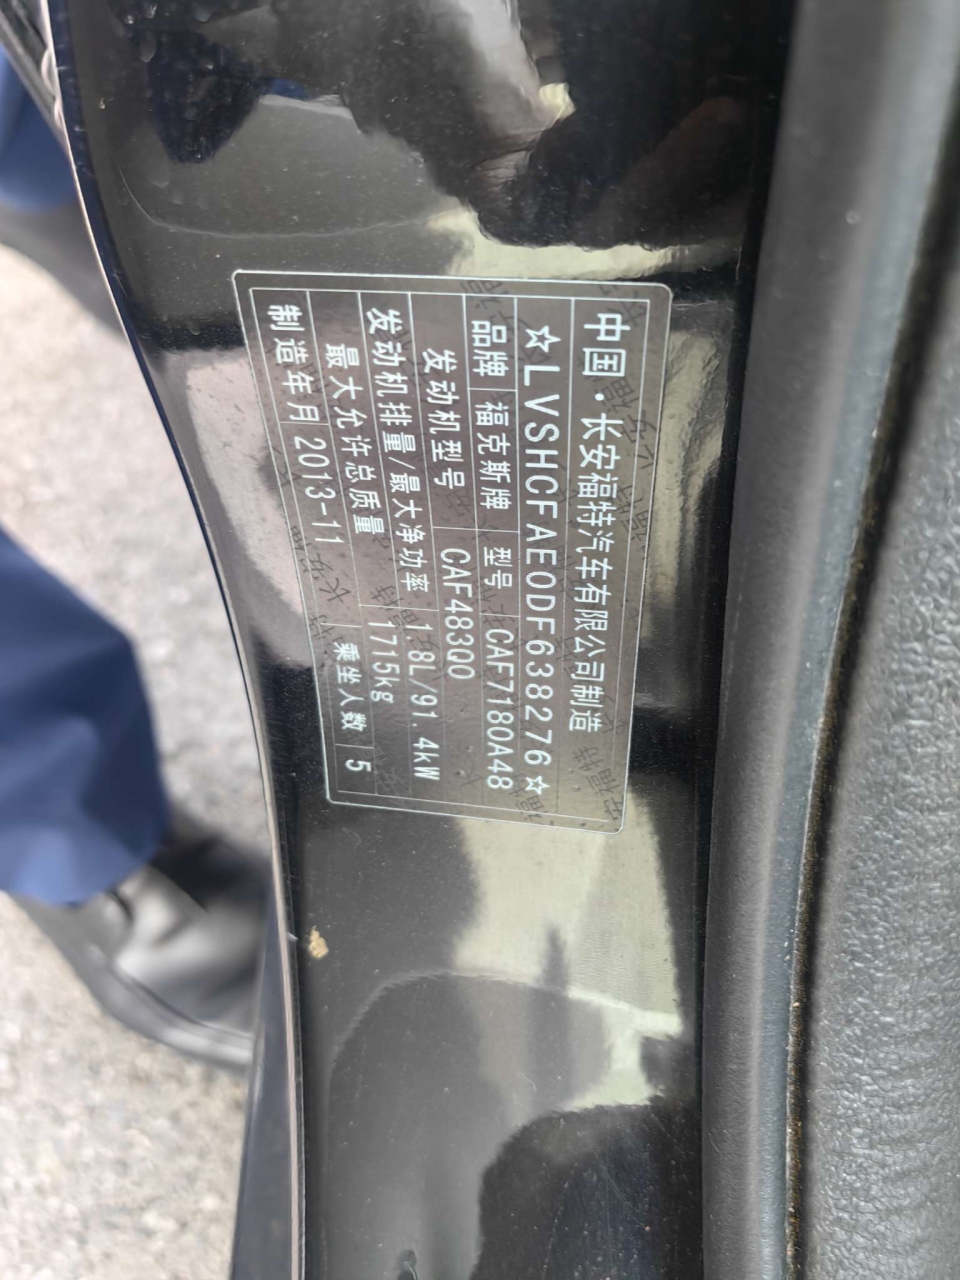 中国·长安福特汽车有限公司制造
☆LVSHCFAE0DF638276☆
品牌 福克斯牌 型号 CAF7180A48
发动机型号 CAF483Q0
发动机排量/最大净功率 1.8L/91.4kW
最大允许总质量 1715kg
制造年月 2013-11 乘坐人数 5